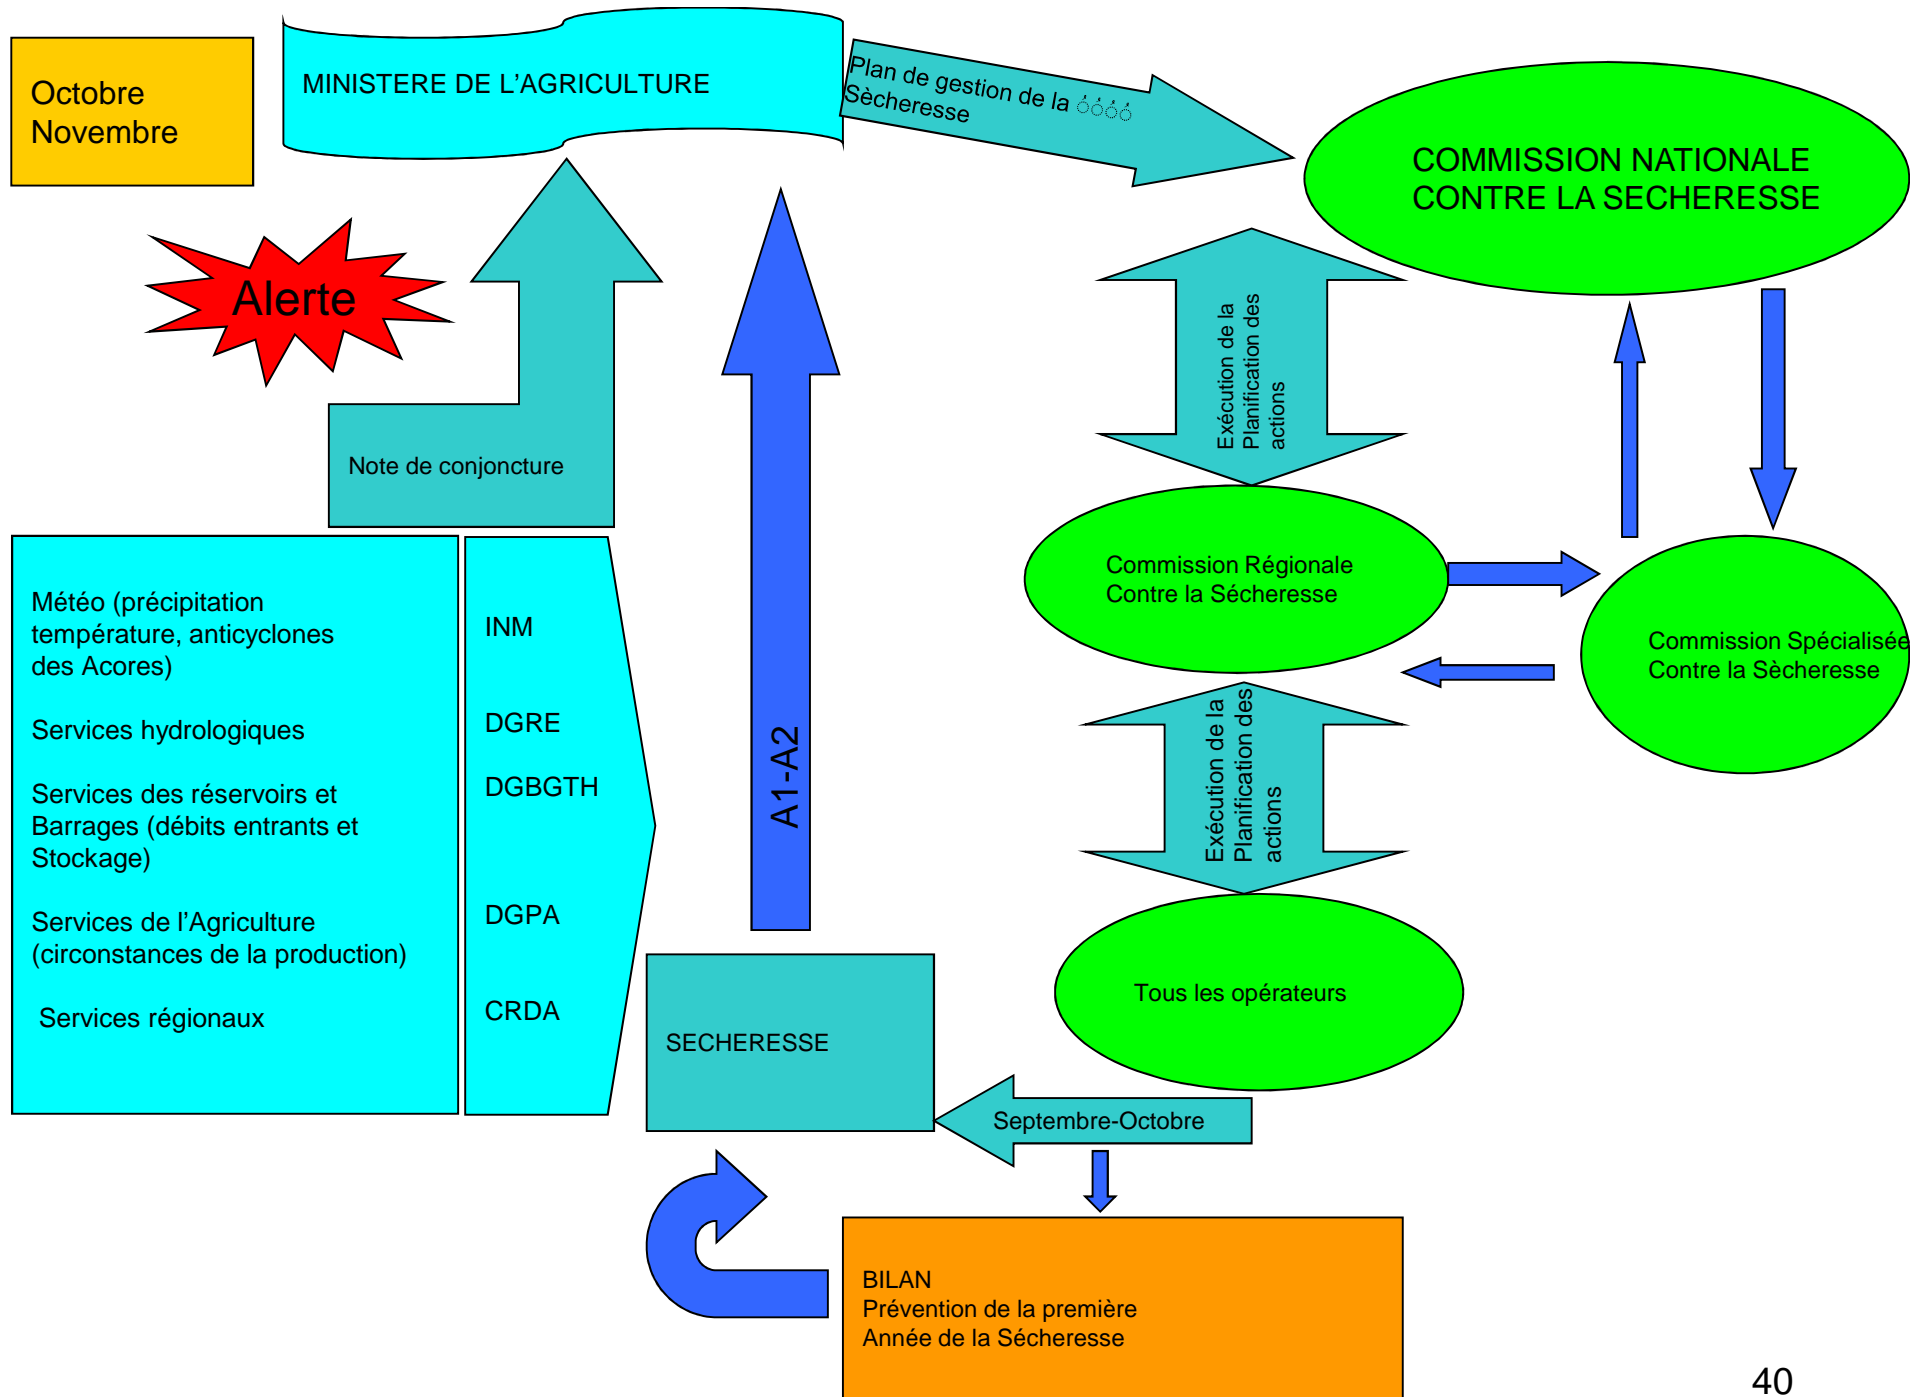 Octobre
Novembre
MINISTERE DE L’AGRICULTURE
Plan de gestion de la
Sècheresse
COMMISSION NATIONALE
CONTRE LA SECHERESSE
Alerte
Note de conjoncture
Exécution de la
Planification des
actions
Météo (précipitation
température, anticyclones
des Acores)
Services hydrologiques
Services des réservoirs et
Barrages (débits entrants et
Stockage)
Services de l’Agriculture
(circonstances de la production)
Services régionaux
INM
DGRE
DGBGTH
DGPA
CRDA
A1-A2
Commission Régionale
Contre la Sécheresse
Commission Spécialisée
Contre la Sècheresse
Exécution de la
Planification des
actions
Tous les opérateurs
SECHERESSE
Septembre-Octobre
BILAN
Prévention de la première
Année de la Sécheresse
40